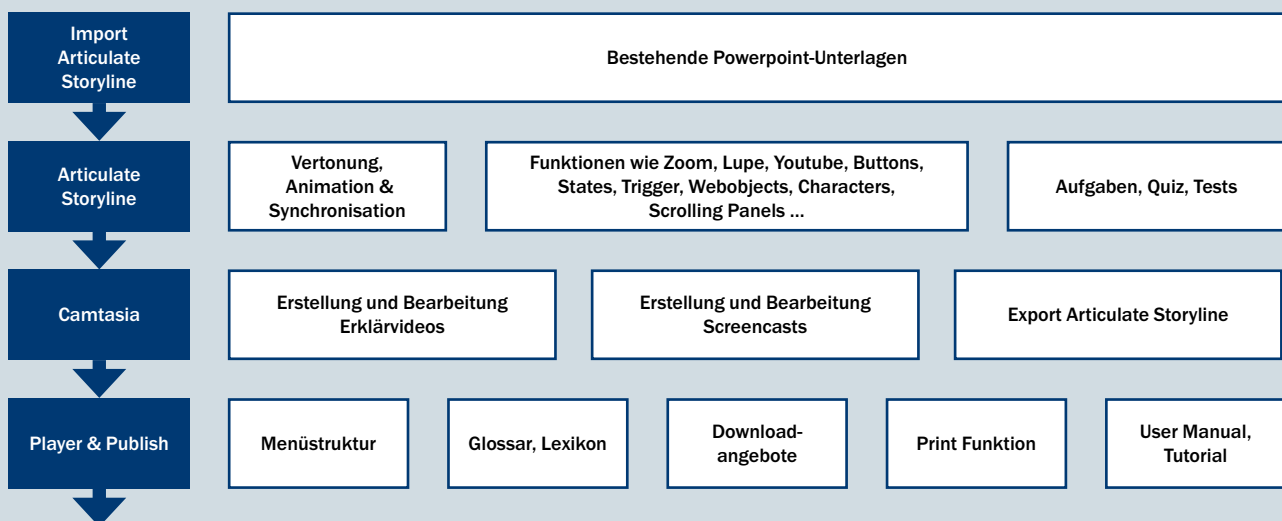 Import
Articulate
Storyline
Bestehende Powerpoint-Unterlagen
Articulate
Storyline
Vertonung,
Animation &
Synchronisation
Funktionen wie Zoom, Lupe, Youtube, Buttons,
States, Trigger, Webobjects, Characters,
Scrolling Panels ...
Aufgaben, Quiz, Tests
Camtasia
Erstellung und Bearbeitung
Erklärvideos
Erstellung und Bearbeitung
Screencasts
Export Articulate Storyline
Player & Publish
Menüstruktur
Glossar, Lexikon
Download-
angebote
Print Funktion
User Manual,
Tutorial